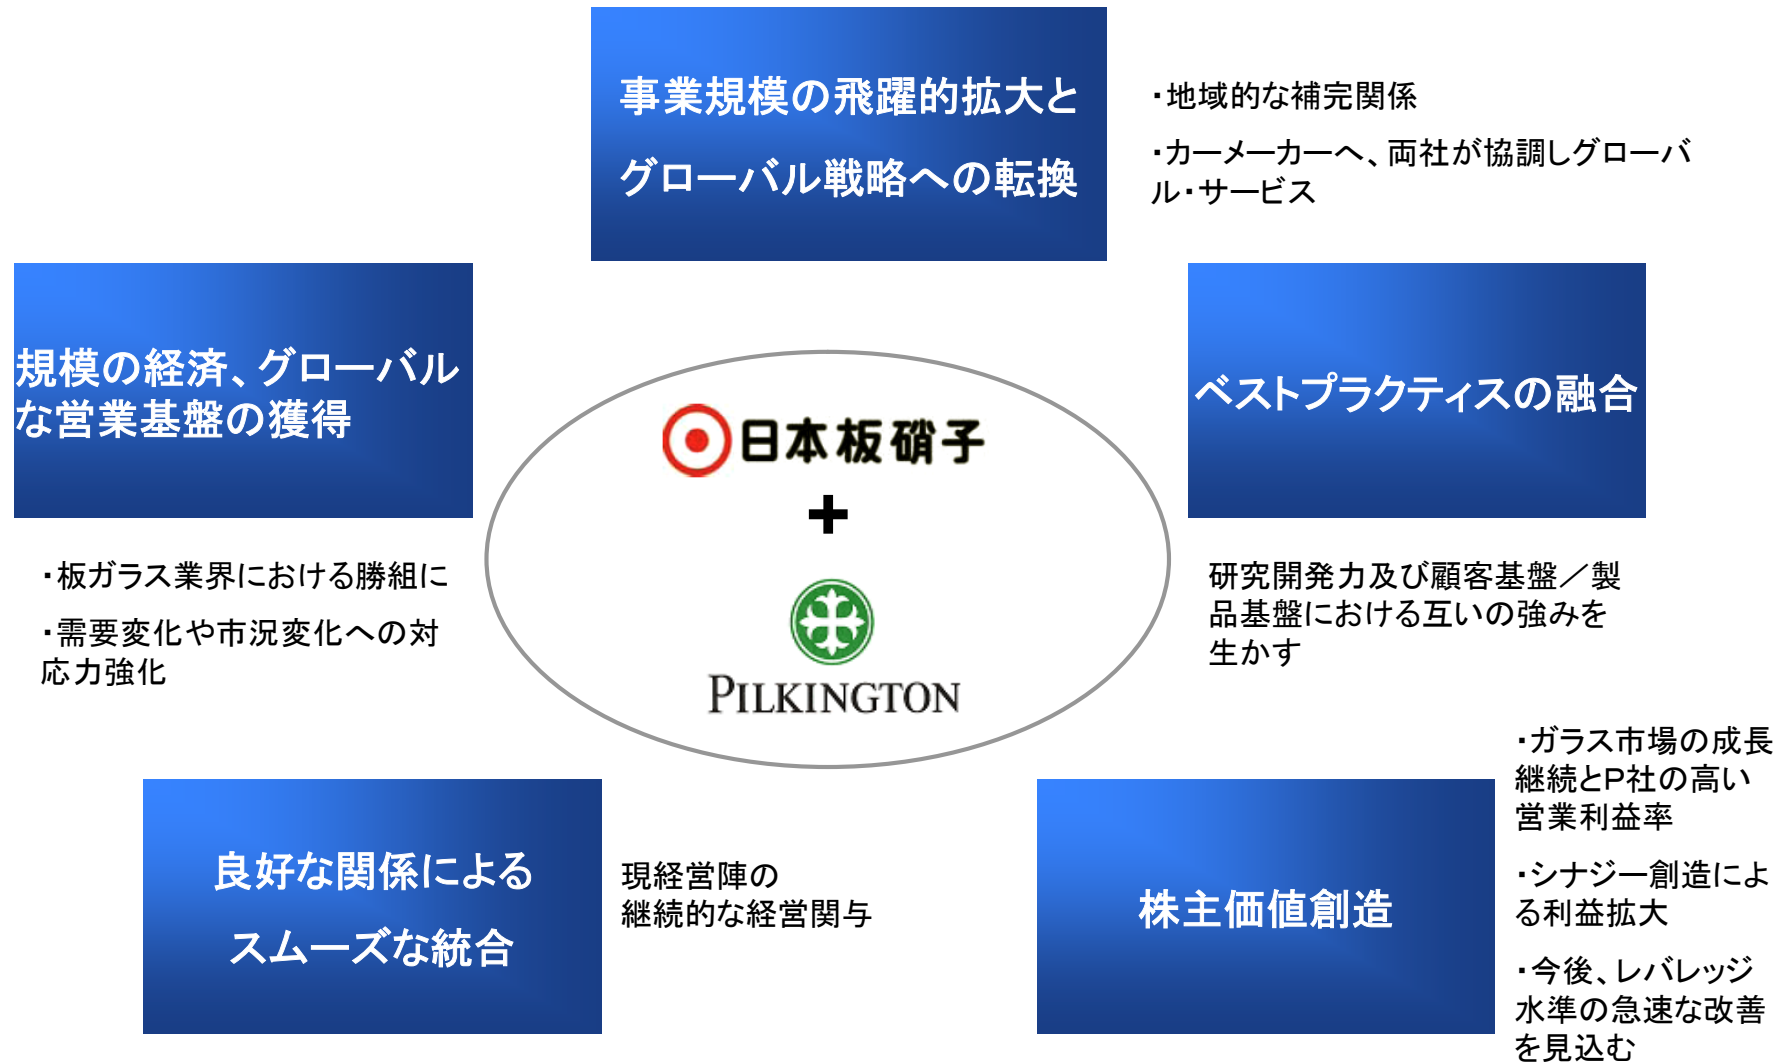 事業規模の飛躍的拡大と
グローバル戦略への転換
・地域的な補完関係
・カーメーカーへ、両社が協調しグローバ
ル・サービス
規模の経済、グローバル
な営業基盤の獲得
・板ガラス業界における勝組に
・需要変化や市況変化への対
応力強化
日本板硝子
+
PILKINGTON
ベストプラクティスの融合
研究開発力及び顧客基盤／製
品基盤における互いの強みを
生かす
良好な関係による
スムーズな統合
現経営陣の
継続的な経営関与
株主価値創造
・ガラス市場の成長
継続とP社の高い
営業利益率
・シナジー創造によ
る利益拡大
・今後、レバレッジ
水準の急速な改善
を見込む